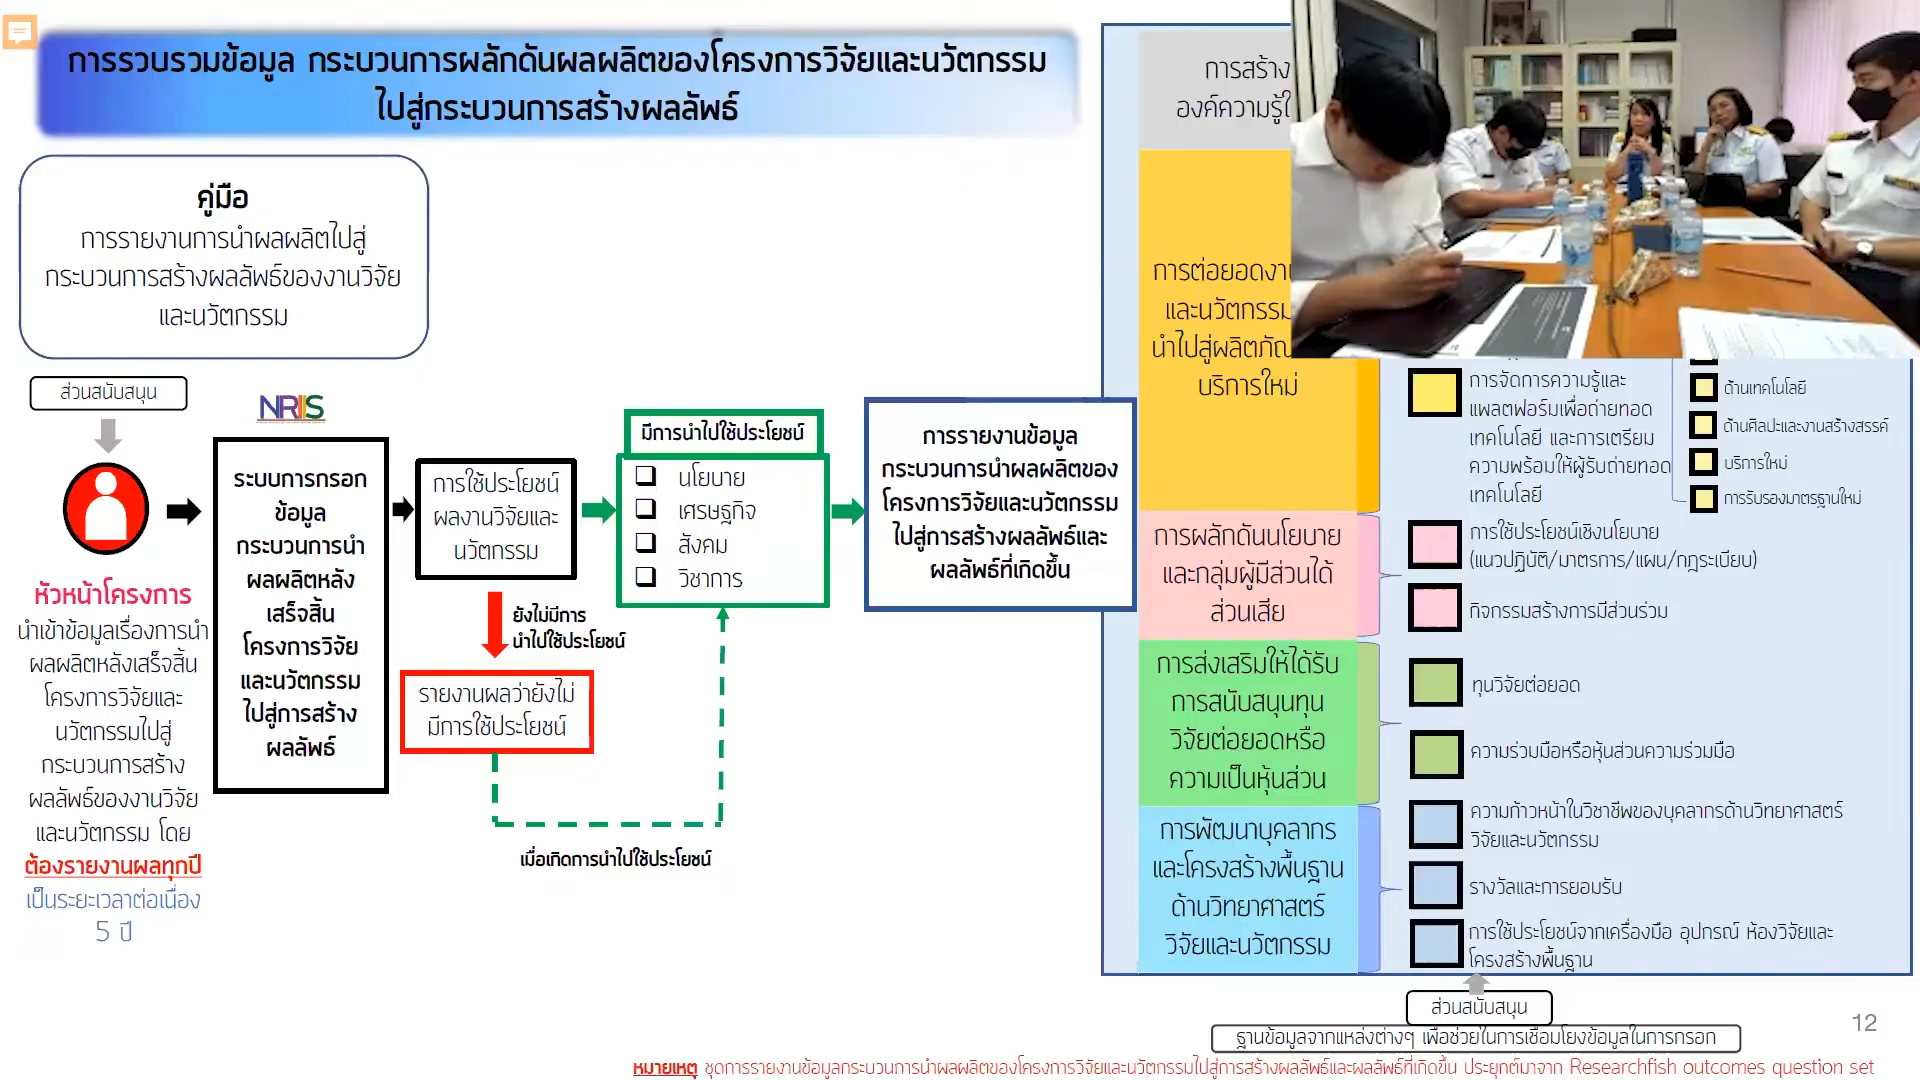 การรวบรวมข้อมูล กระบวนการผลักดันผลผลิตของโครงการวิจัยและนวัตกรรม
ไปสู่กระบวนการสร้างผลลัพธ์
คู่มือ
การรายงานการนำผลผลิตไปสู่
กระบวนการสร้างผลลัพธ์ของงานวิจัย
และนวัตกรรม
ส่วนสนับสนุน
หัวหน้าโครงการ
นำเข้าข้อมูลเรื่องการนำ
ผลผลิตหลังเสร็จสิ้น
โครงการวิจัยและ
นวัตกรรมไปสู่
กระบวนการสร้าง
ผลลัพธ์ของงานวิจัย
และนวัตกรรม โดย
ต้องรายงานผลทุกปี
เป็นระยะเวลาต่อเนื่อง
5 ปี
NRIIS
ระบบการกรอก
ข้อมูล
กระบวนการนำ
ผลผลิตหลัง
เสร็จสิ้น
โครงการวิจัย
และนวัตกรรม
ไปสู่การสร้าง
ผลลัพธ์
การใช้ประโยชน์
ผลงานวิจัยและ
นวัตกรรม
ยังไม่มีการ
นำไปใช้ประโยชน์
รายงานผลว่ายังไม่
มีการใช้ประโยชน์
เมื่อเกิดการนำไปใช้ประโยชน์
มีการนำไปใช้ประโยชน์
นโยบาย
เศรษฐกิจ
สังคม
วิชาการ
การรายงานข้อมูล
กระบวนการนำผลผลิตของ
โครงการวิจัยและนวัตกรรม
ไปสู่การสร้างผลลัพธ์และ
ผลลัพธ์ที่เกิดขึ้น
การสร้าง
องค์ความรู้
การต่อยอดงาน
และนวัตกรรม
นำไปสู่ผลิตภัณ
บริการใหม่
การผลักดันนโยบาย
และกลุ่มผู้มีส่วนได้
ส่วนเสีย
การส่งเสริมให้ได้รับ
การสนับสนุนทุน
วิจัยต่อยอดหรือ
ความเป็นหุ้นส่วน
การพัฒนาบุคลากร
และโครงสร้างพื้นฐาน
ด้านวิทยาศาสตร์
วิจัยและนวัตกรรม
การจัดการความรู้และ
แพลตฟอร์มเพื่อถ่ายทอด
เทคโนโลยี และการเตรียม
ความพร้อมให้ผู้รับถ่ายทอด
เทคโนโลยี
ด้านเทคโนโลยี
ด้านศิลปะและงานสร้างสรรค์
บริการใหม่
การรับรองมาตรฐานใหม่
การใช้ประโยชน์เชิงนโยบาย
(แนวปฏิบัติ/มาตรการ/แผน/กฎระเบียบ)
กิจกรรมสร้างการมีส่วนร่วม
ทุนวิจัยต่อยอด
ความร่วมมือหรือหุ้นส่วนความร่วมมือ
ความก้าวหน้าในวิชาชีพของบุคลากรด้านวิทยาศาสตร์
วิจัยและนวัตกรรม
รางวัลและการยอมรับ
การใช้ประโยชน์จากเครื่องมือ อุปกรณ์ ห้องวิจัยและ
โครงสร้างพื้นฐาน
ส่วนสนับสนุน
ฐานข้อมูลจากแหล่งต่างๆ เพื่อช่วยในการเชื่อมโยงข้อมูลในการกรอก
12
หมายเหตุ ชุดการรายงานข้อมูลกระบวนการนำผลผลิตของโครงการวิจัยและนวัตกรรมไปสู่การสร้างผลลัพธ์และผลลัพธ์ที่เกิดขึ้น ประยุกต์มาจาก Researchfish outcomes question set